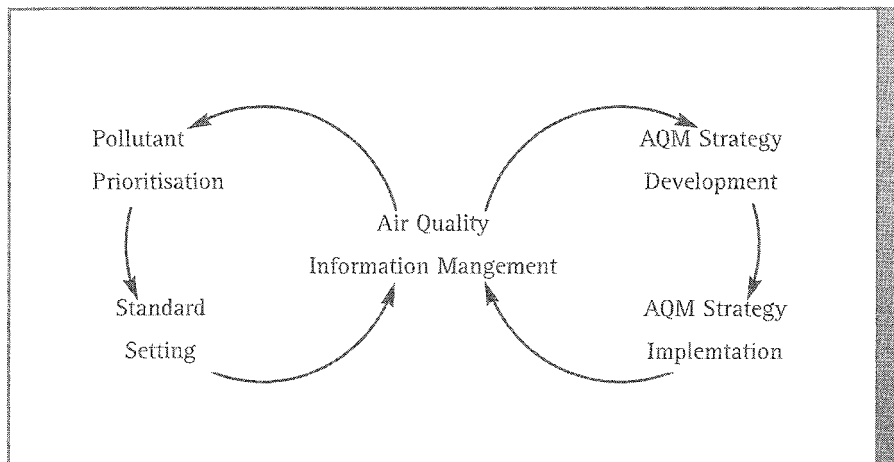 Pollutant
Prioritisation
Standard
Setting
Air Quality
Information Mangement
AQM Strategy
Development
AQM Strategy
Implemtation